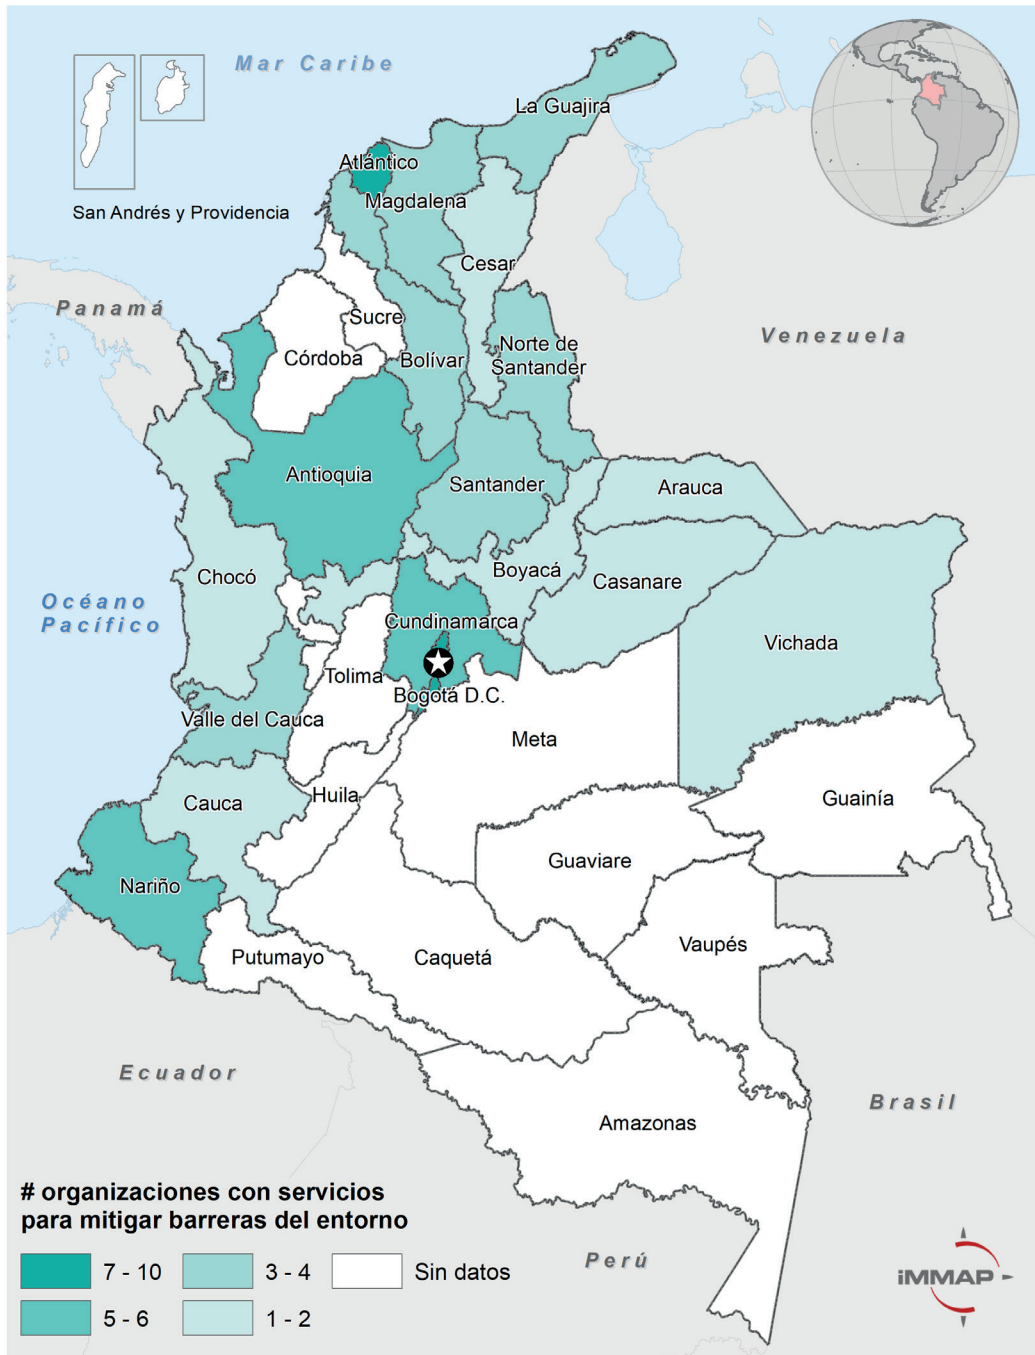 Mar Caribe
La Guajira
Atlántico
Magdalena
San Andrés y Providencia
Cesar
Panamá
Sucre
Venezuela
Norte de
Santander
Córdoba
Bolívar
Antioquia
Santander
Arauca
Chocó
Boyacá
Casanare
Océano
Pacífico
Cundinamarca
Vichada
Tolima
Bogotá D.C.
Valle del Cauca
Meta
Cauca
Huila
Guainía
Guaviare
Nariño
Vaupés
Putumayo
Caquetá
Ecuador
Brasil
Amazonas
# organizaciones con servicios
para mitigar barreras del entorno
Perú
7 - 10
3 - 4
Sin datos
5 - 6
1 - 2
iMMAP